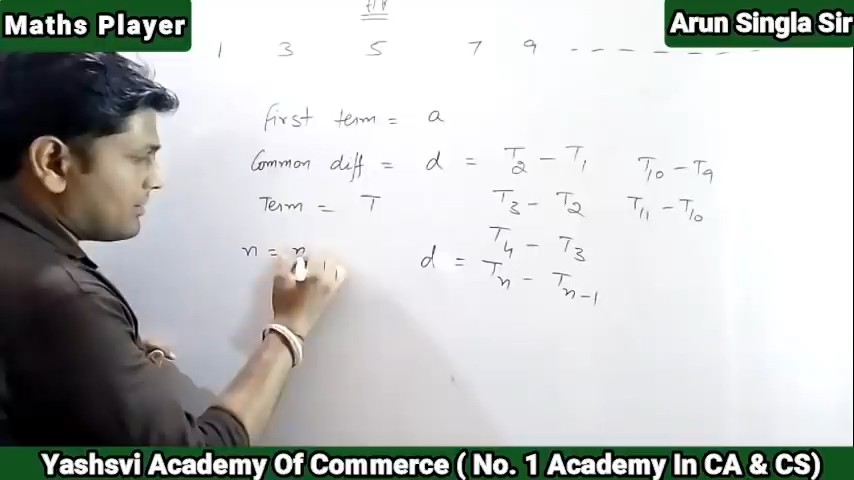 Maths Player
Arun Singla Sir
A.P
1 3 5 7 9 - - - - - - - -
first term = a
Common diff = d = T₂ - T₁ T₁₀ - T₉
Term = T T₃ - T₂ T₁₁ - T₁₀
T₄ - T₃
n = n
d = Tₙ - Tₙ₋₁
Yashsvi Academy Of Commerce ( No. 1 Academy In CA & CS)